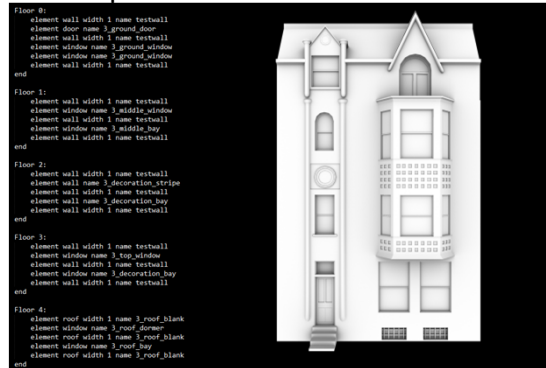 Floor 0:
element wall width 1 name testwall
element door name 3_ground_door
element wall width 1 name testwall
element window name 3_ground_window
element window name 3_ground_window
element wall width 1 name testwall
end
Floor 1:
element wall width 1 name testwall
element window name 3_middle_window
element wall width 1 name testwall
element window name 3_middle_bay
element wall width 1 name testwall
end
Floor 2:
element wall width 1 name testwall
element wall name 3_decoration_stripe
element wall width 1 name testwall
element wall name 3_decoration_bay
element wall width 1 name testwall
end
Floor 3:
element wall width 1 name testwall
element window name 3_top_window
element wall width 1 name testwall
element window name 3_decoration_bay
element wall width 1 name testwall
end
Floor 4:
element roof width 1 name 3_roof_blank
element window name 3_roof_dormer
element roof width 1 name 3_roof_blank
element window name 3_roof_bay
element roof width 1 name 3_roof_blank
end